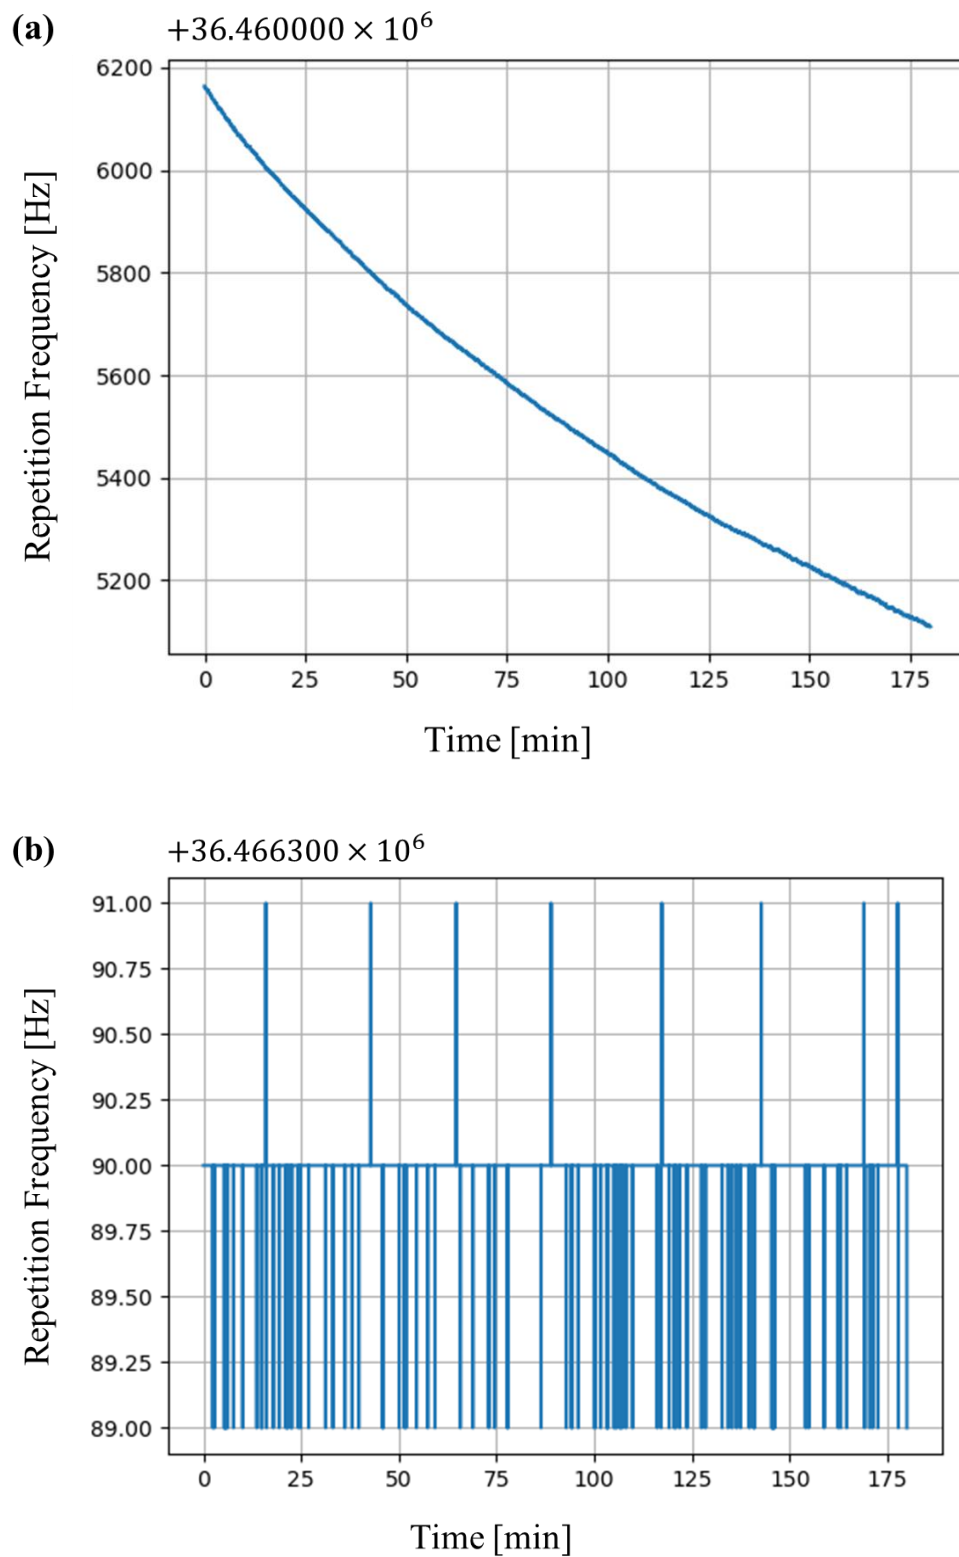 (a)
+36.460000 × 10⁶
6200
6000
5800
5600
5400
5200
Repetition Frequency [Hz]
0 25 50 75 100 125 150 175
Time [min]
(b)
+36.466300 × 10⁶
91.00
90.75
90.50
90.25
90.00
89.75
89.50
89.25
89.00
Repetition Frequency [Hz]
0 25 50 75 100 125 150 175
Time [min]